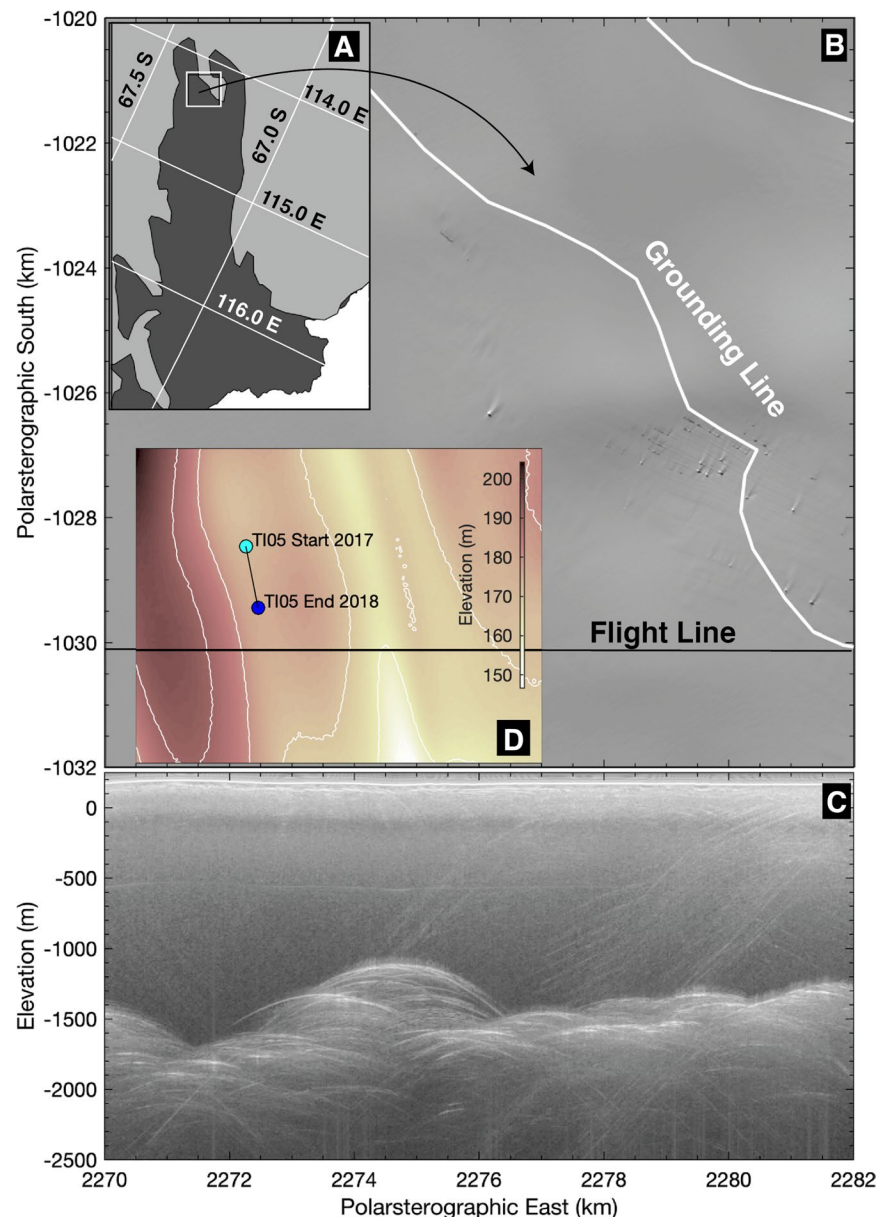 -1020
-1022
-1024
-1026
-1028
-1030
-1032
Polarsterographic South (km)
A
67.5 S
114.0 E
67.0 S
115.0 E
116.0 E
B
Grounding Line
Flight Line
TI05 Start 2017
TI05 End 2018
Elevation (m)
200
190
180
170
160
150
D
C
0
-500
-1000
-1500
-2000
-2500
Elevation (m)
2270
2272
2274
2276
2278
2280
2282
Polarsterographic East (km)